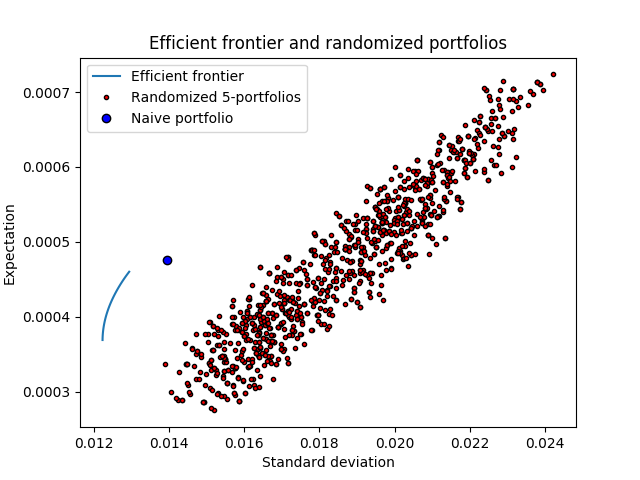 Efficient frontier and randomized portfolios
Efficient frontier
Randomized 5-portfolios
Naive portfolio
Expectation
0.0007
0.0006
0.0005
0.0004
0.0003
0.012 0.014 0.016 0.018 0.020 0.022 0.024
Standard deviation